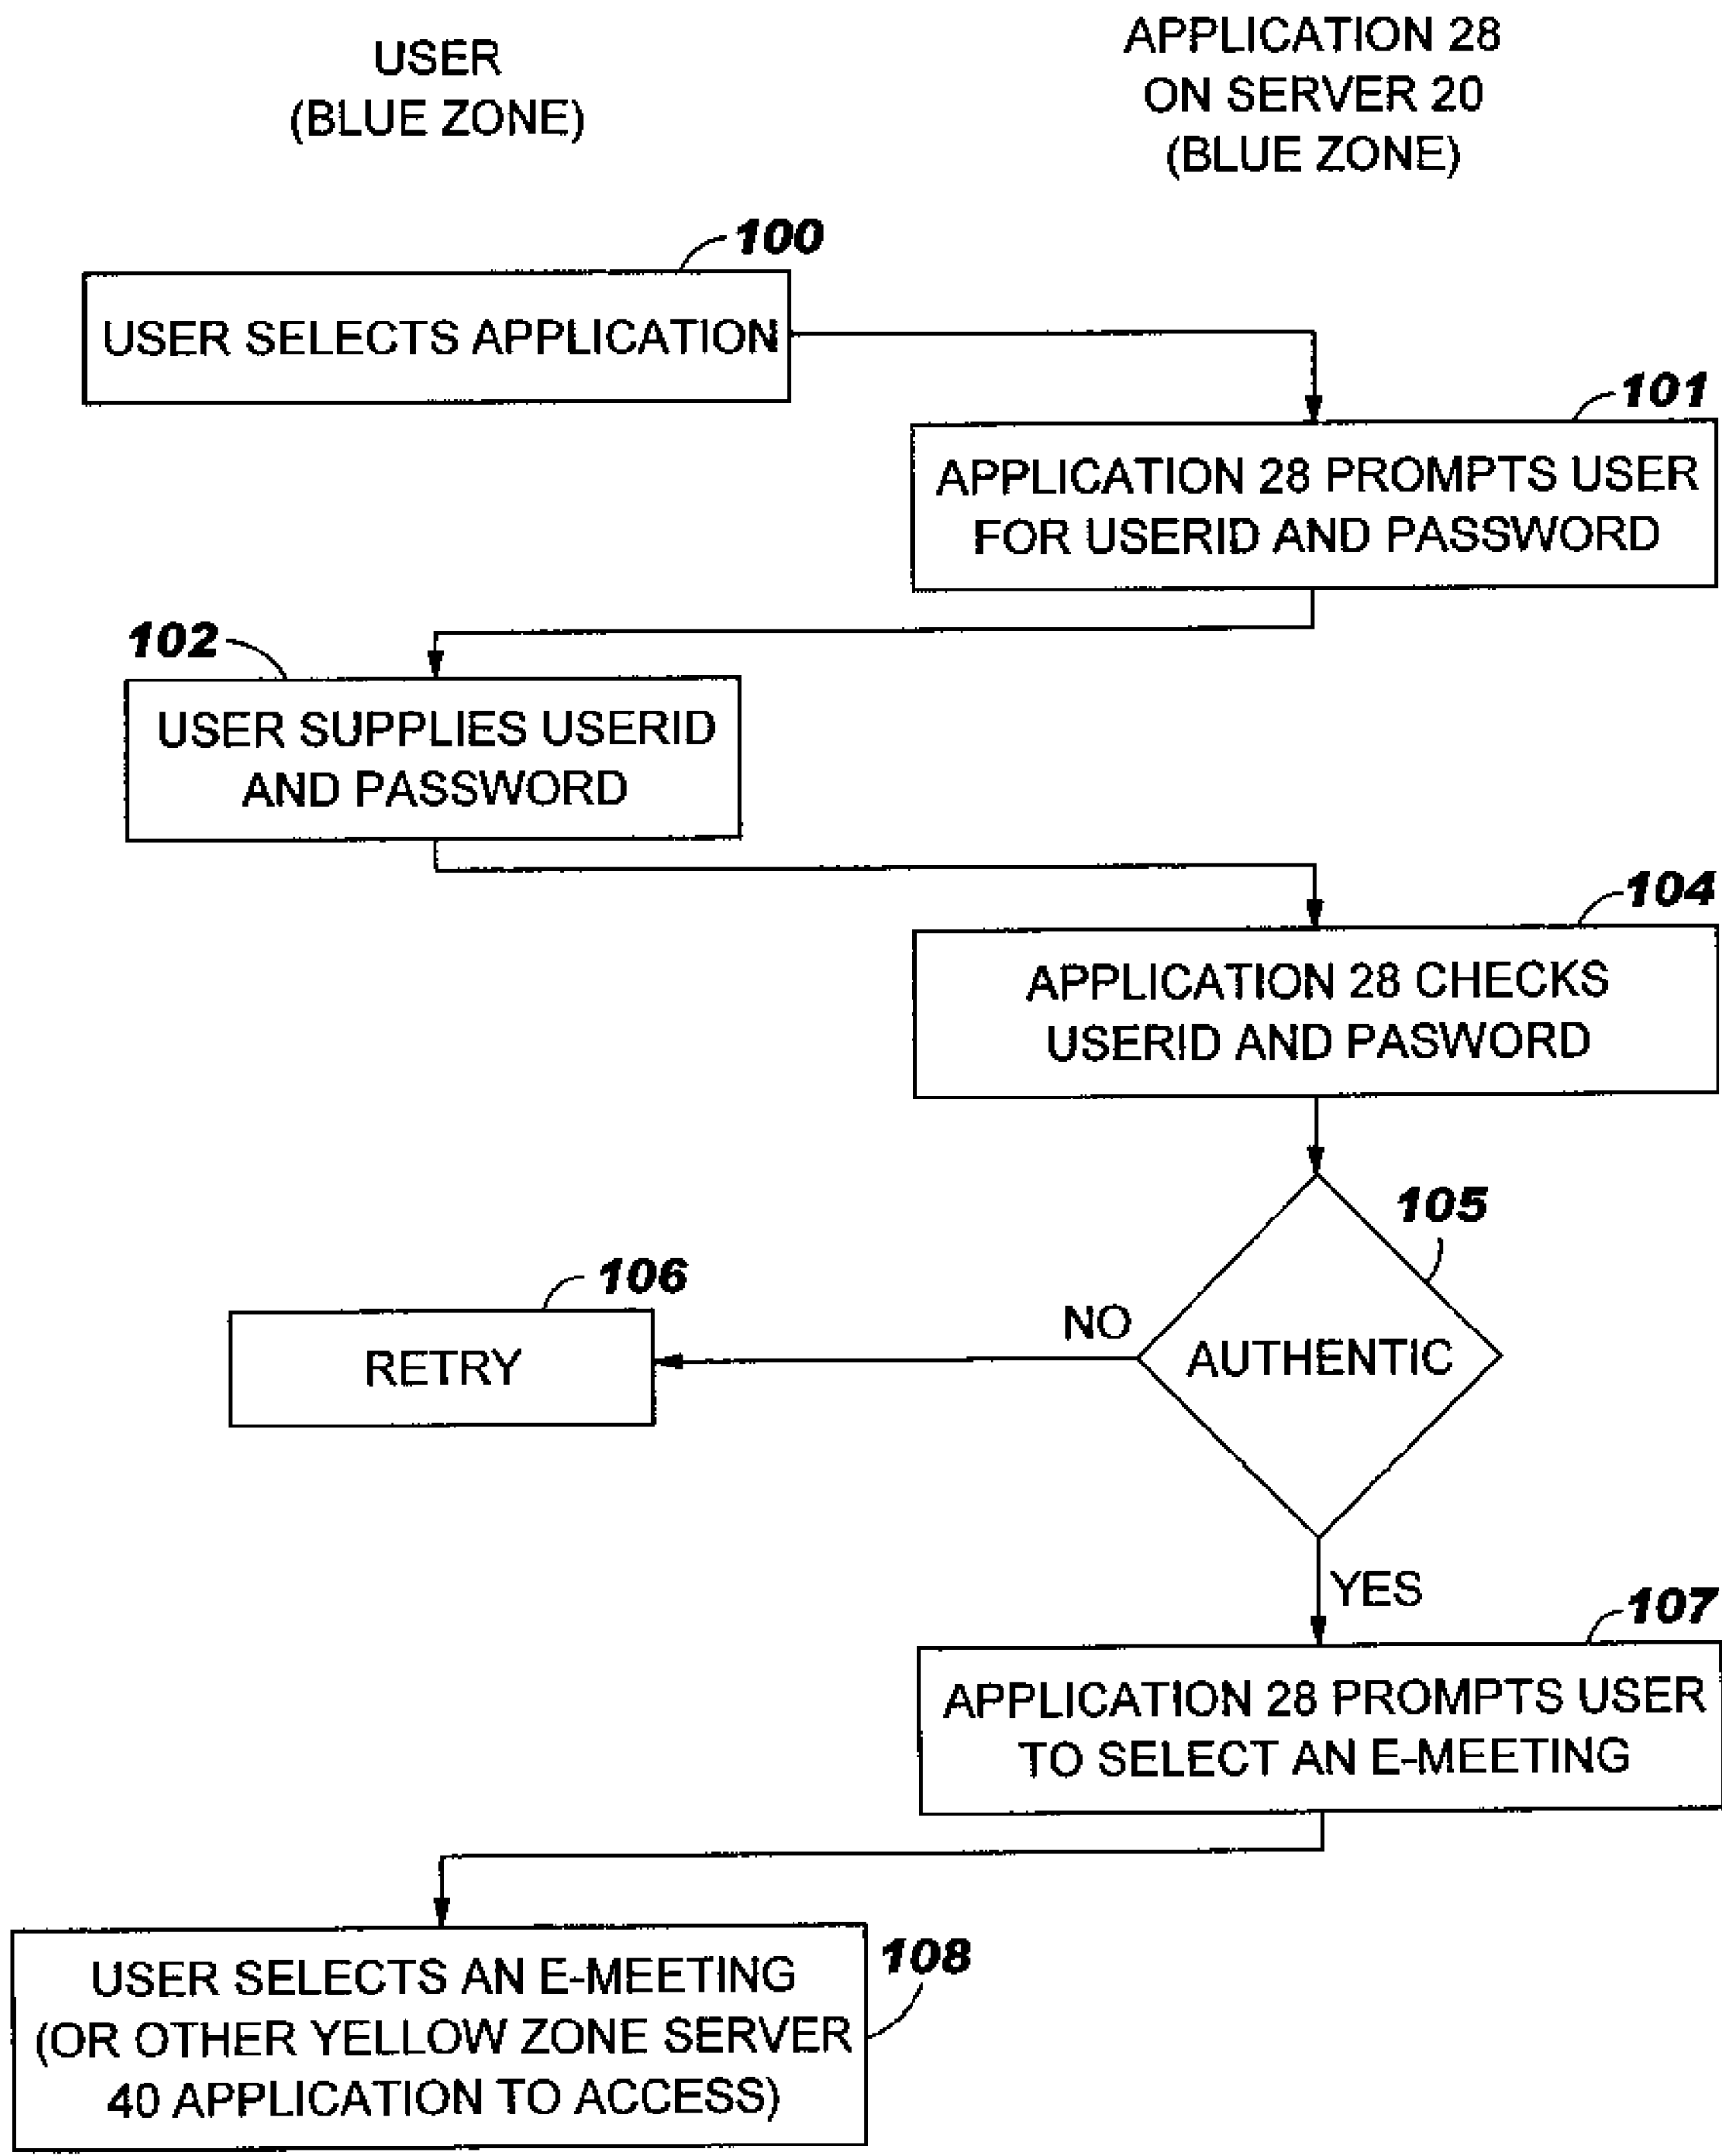 USER
(BLUE ZONE)
APPLICATION 28
ON SERVER 20
(BLUE ZONE)
100
USER SELECTS APPLICATION
101
APPLICATION 28 PROMPTS USER
FOR USERID AND PASSWORD
102
USER SUPPLIES USERID
AND PASSWORD
104
APPLICATION 28 CHECKS
USERID AND PASWORD
105
AUTHENTIC
NO
106
RETRY
YES
107
APPLICATION 28 PROMPTS USER
TO SELECT AN E-MEETING
108
USER SELECTS AN E-MEETING
(OR OTHER YELLOW ZONE SERVER
40 APPLICATION TO ACCESS)